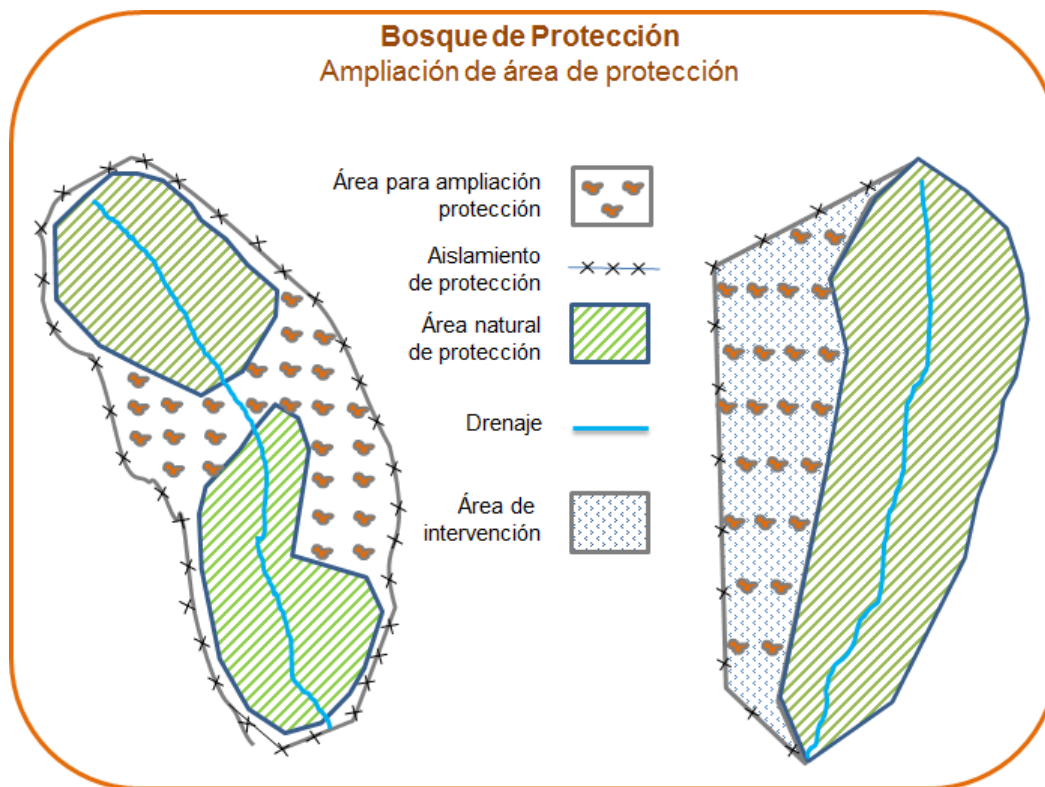 Bosque de Protección
Ampliación de área de protección
Área para ampliación
protección
Aislamiento
de protección
Área natural
de protección
Drenaje
Área de
intervención